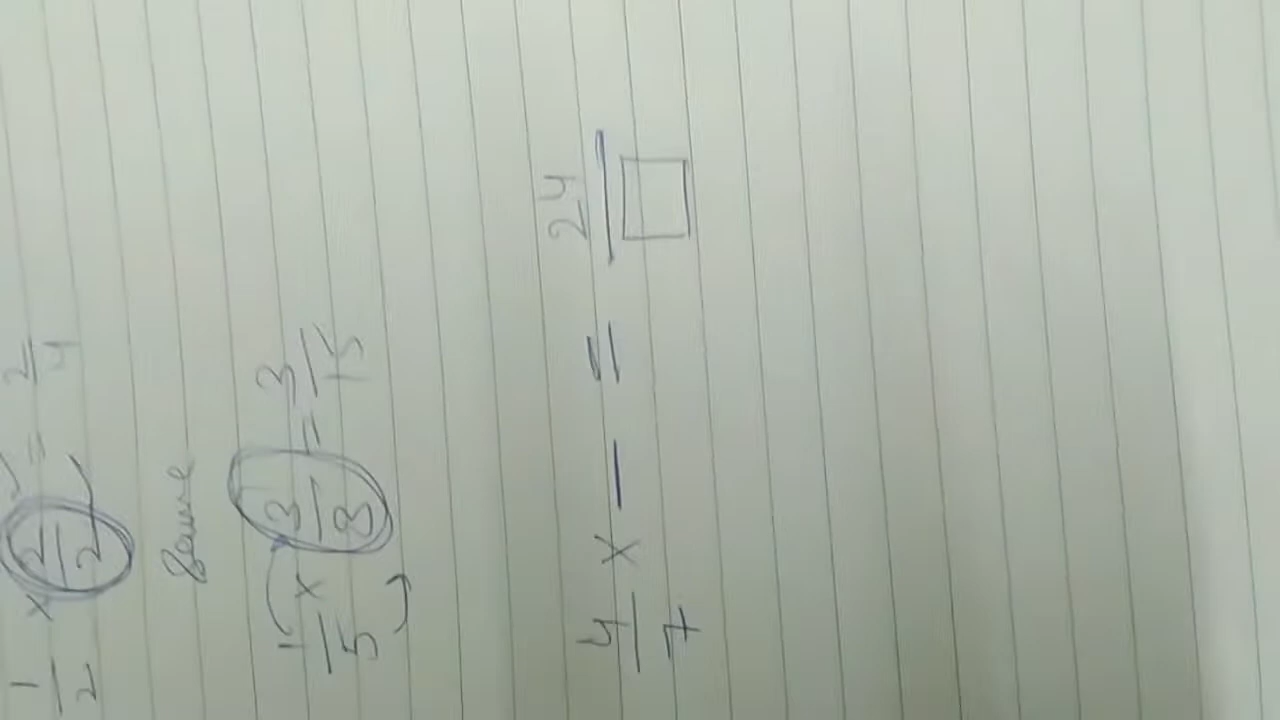 1/2 × 2/2 = 2/4
Same
1/5 × 3/3 = 3/15
4/7 × — = 24/□